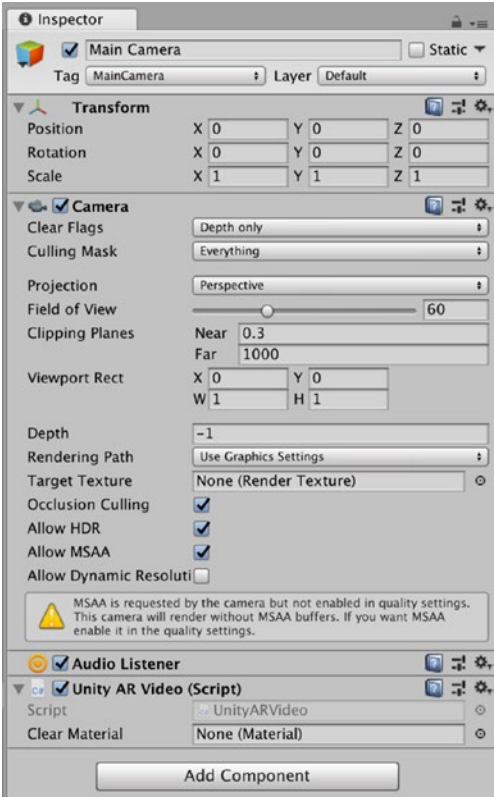 Inspector
Main Camera Static
Tag MainCamera Layer Default
Transform
Position X 0 Y 0 Z 0
Rotation X 0 Y 0 Z 0
Scale X 1 Y 1 Z 1
Camera
Clear Flags Depth only
Culling Mask Everything
Projection Perspective
Field of View 60
Clipping Planes Near 0.3
Far 1000
Viewport Rect X 0 Y 0
W 1 H 1
Depth -1
Rendering Path Use Graphics Settings
Target Texture None (Render Texture)
Occlusion Culling
Allow HDR
Allow MSAA
Allow Dynamic Resoluti
MSAA is requested by the camera but not enabled in quality settings.
This camera will render without MSAA buffers. If you want MSAA
enable it in the quality settings.
Audio Listener
C# Unity AR Video (Script)
Script UnityARVideo
Clear Material None (Material)
Add Component